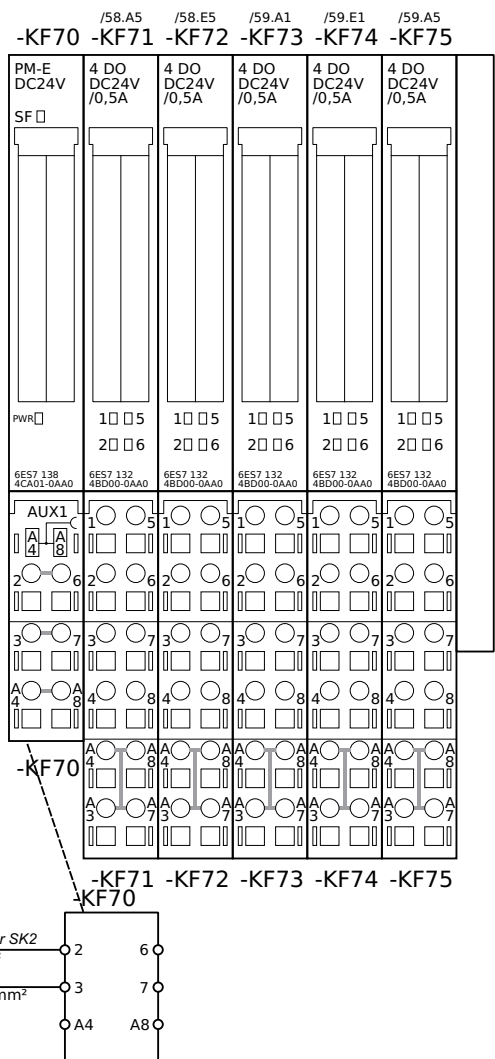 /58.A5 /58.E5 /59.A1 /59.E1 /59.A5
-KF70 -KF71 -KF72 -KF73 -KF74 -KF75
PM-E 4 DO 4 DO 4 DO 4 DO 4 DO
DC24V DC24V DC24V DC24V DC24V DC24V
/0,5A /0,5A /0,5A /0,5A /0,5A
SF
PWR 1 5 1 5 1 5 1 5 1 5
2 6 2 6 2 6 2 6 2 6
6ES7 138 6ES7 132 6ES7 132 6ES7 132 6ES7 132 6ES7 132
4CA01-0AA0 4BD00-0AA0 4BD00-0AA0 4BD00-0AA0 4BD00-0AA0 4BD00-0AA0
AUX1 1 5 1 5 1 5 1 5 1 5
A4 A8
2 6 2 6 2 6 2 6 2 6 2 6
3 7 3 7 3 7 3 7 3 7 3 7
A4 A8 4 8 4 8 4 8 4 8 4 8
-KF70 A4 A8 A4 A8 A4 A8 A4 A8 A4 A8
A3 A7 A3 A7 A3 A7 A3 A7 A3 A7
-KF71 -KF72 -KF73 -KF74 -KF75
-KF70
r SK2
2 6
3 7
mm²
A4 A8